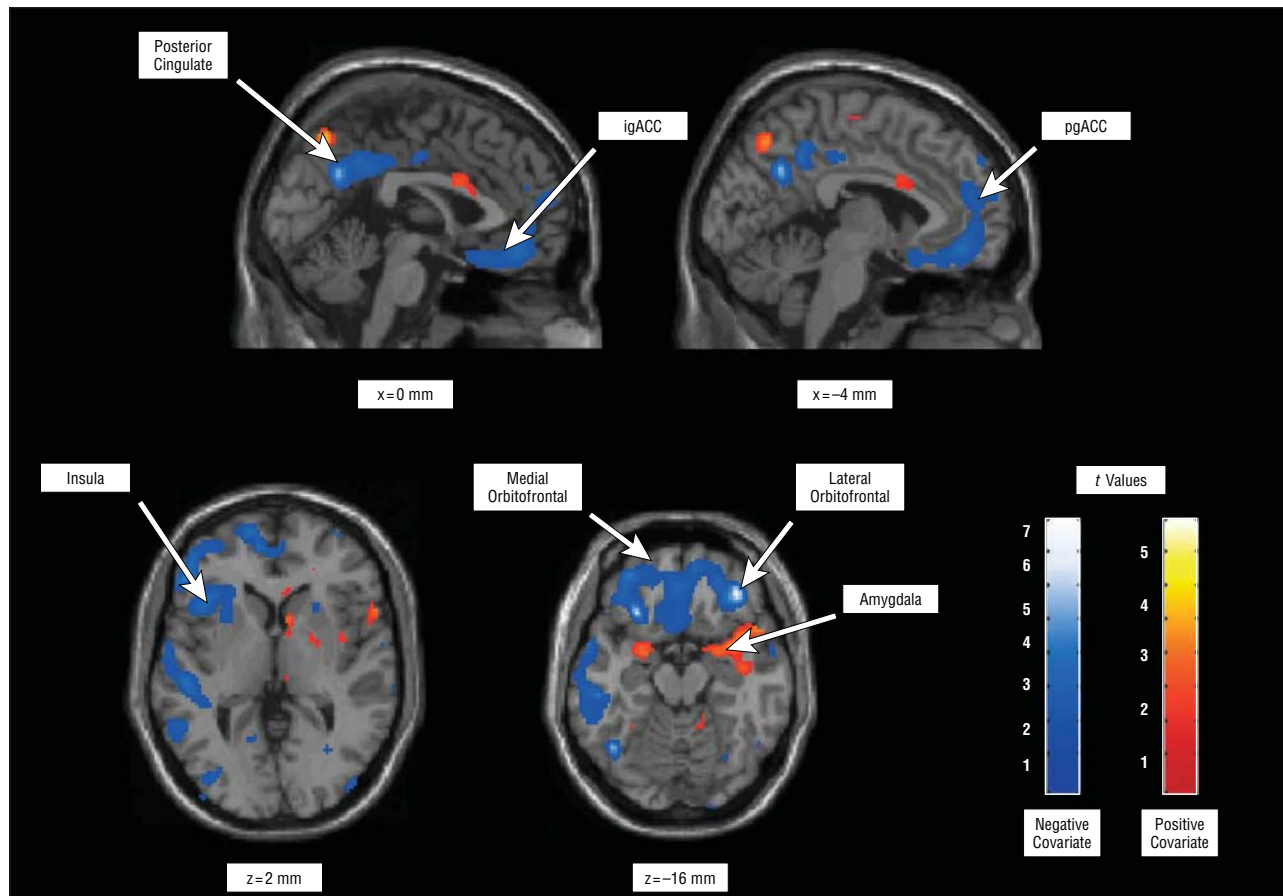 Posterior
Cingulate
igACC
pgACC
x=0 mm
x=–4 mm
Insula
Medial
Orbitofrontal
Lateral
Orbitofrontal
Amygdala
t Values
7
6
5
4
3
2
1
5
4
3
2
1
Negative
Covariate
Positive
Covariate
z=2 mm
z=–16 mm